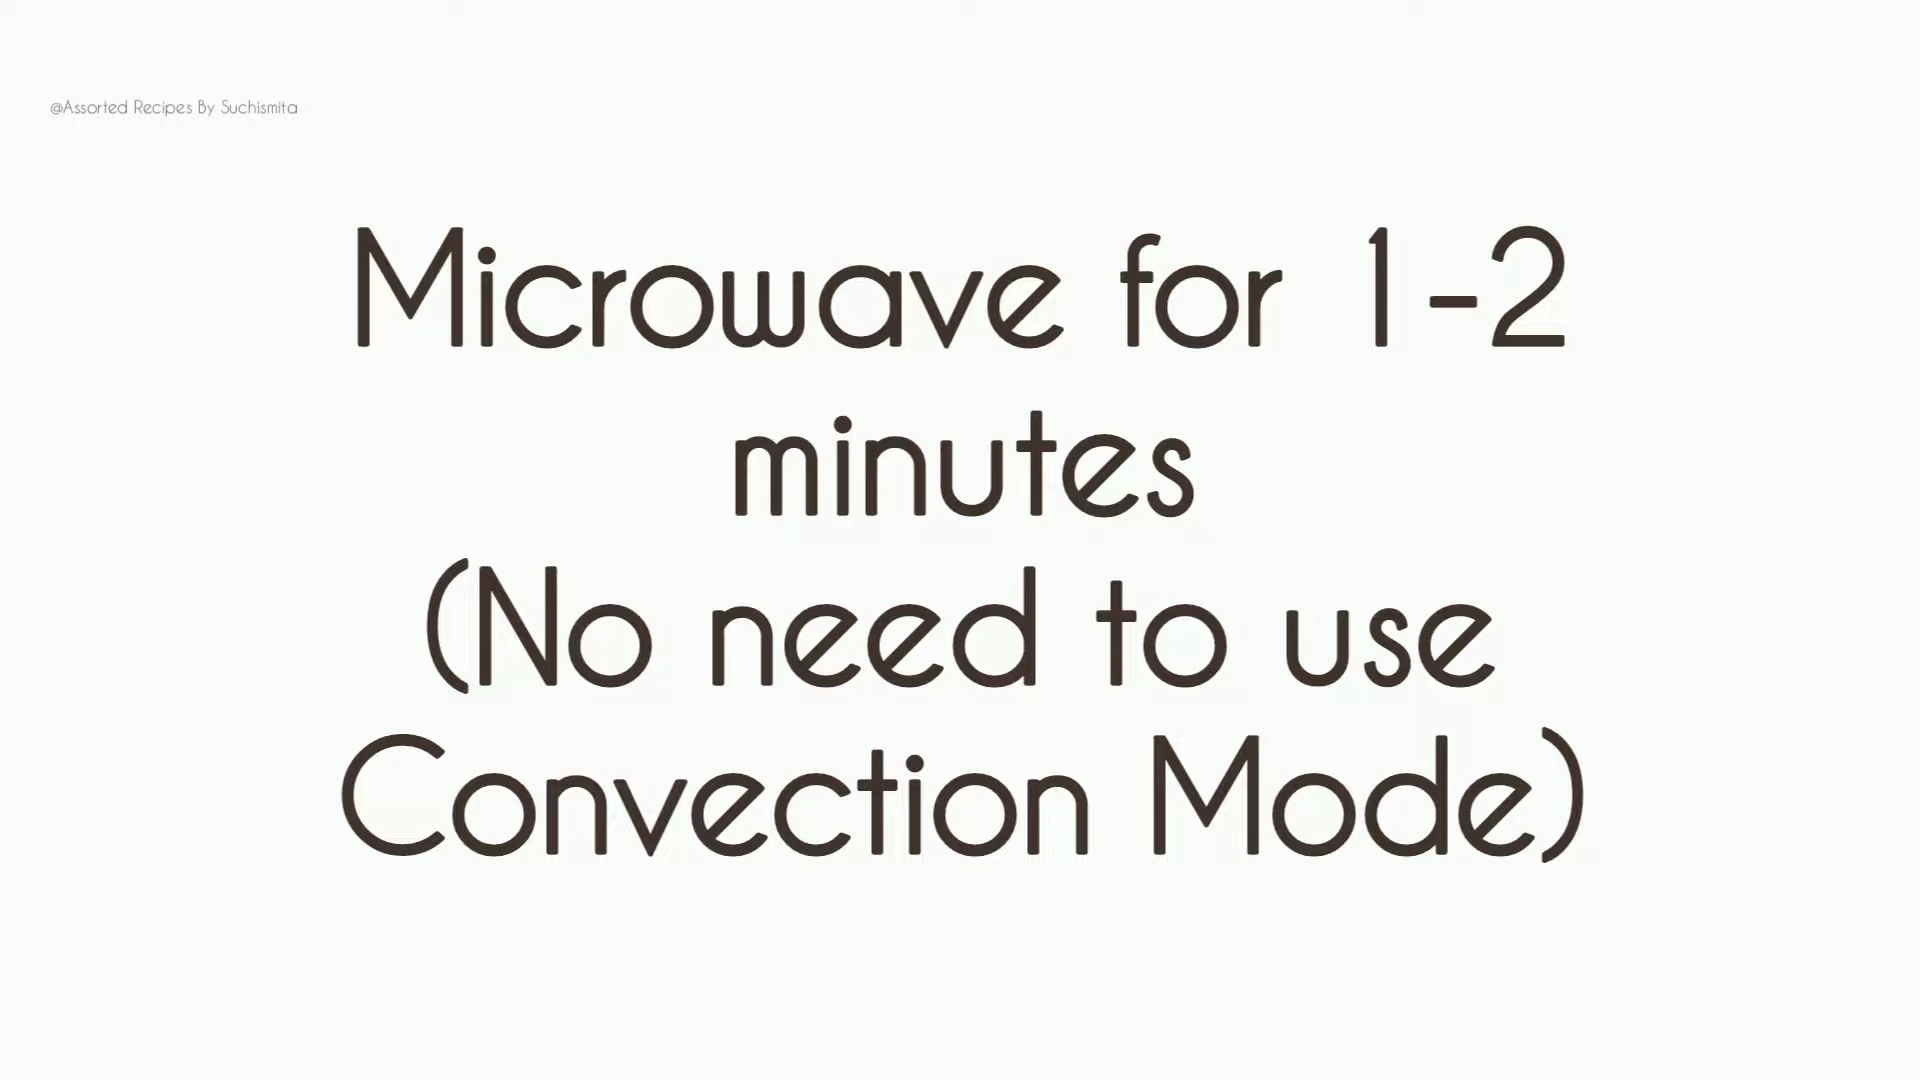 @Assorted Recipes By Suchismita
Microwave for 1-2
minutes
(No need to use
Convection Mode)